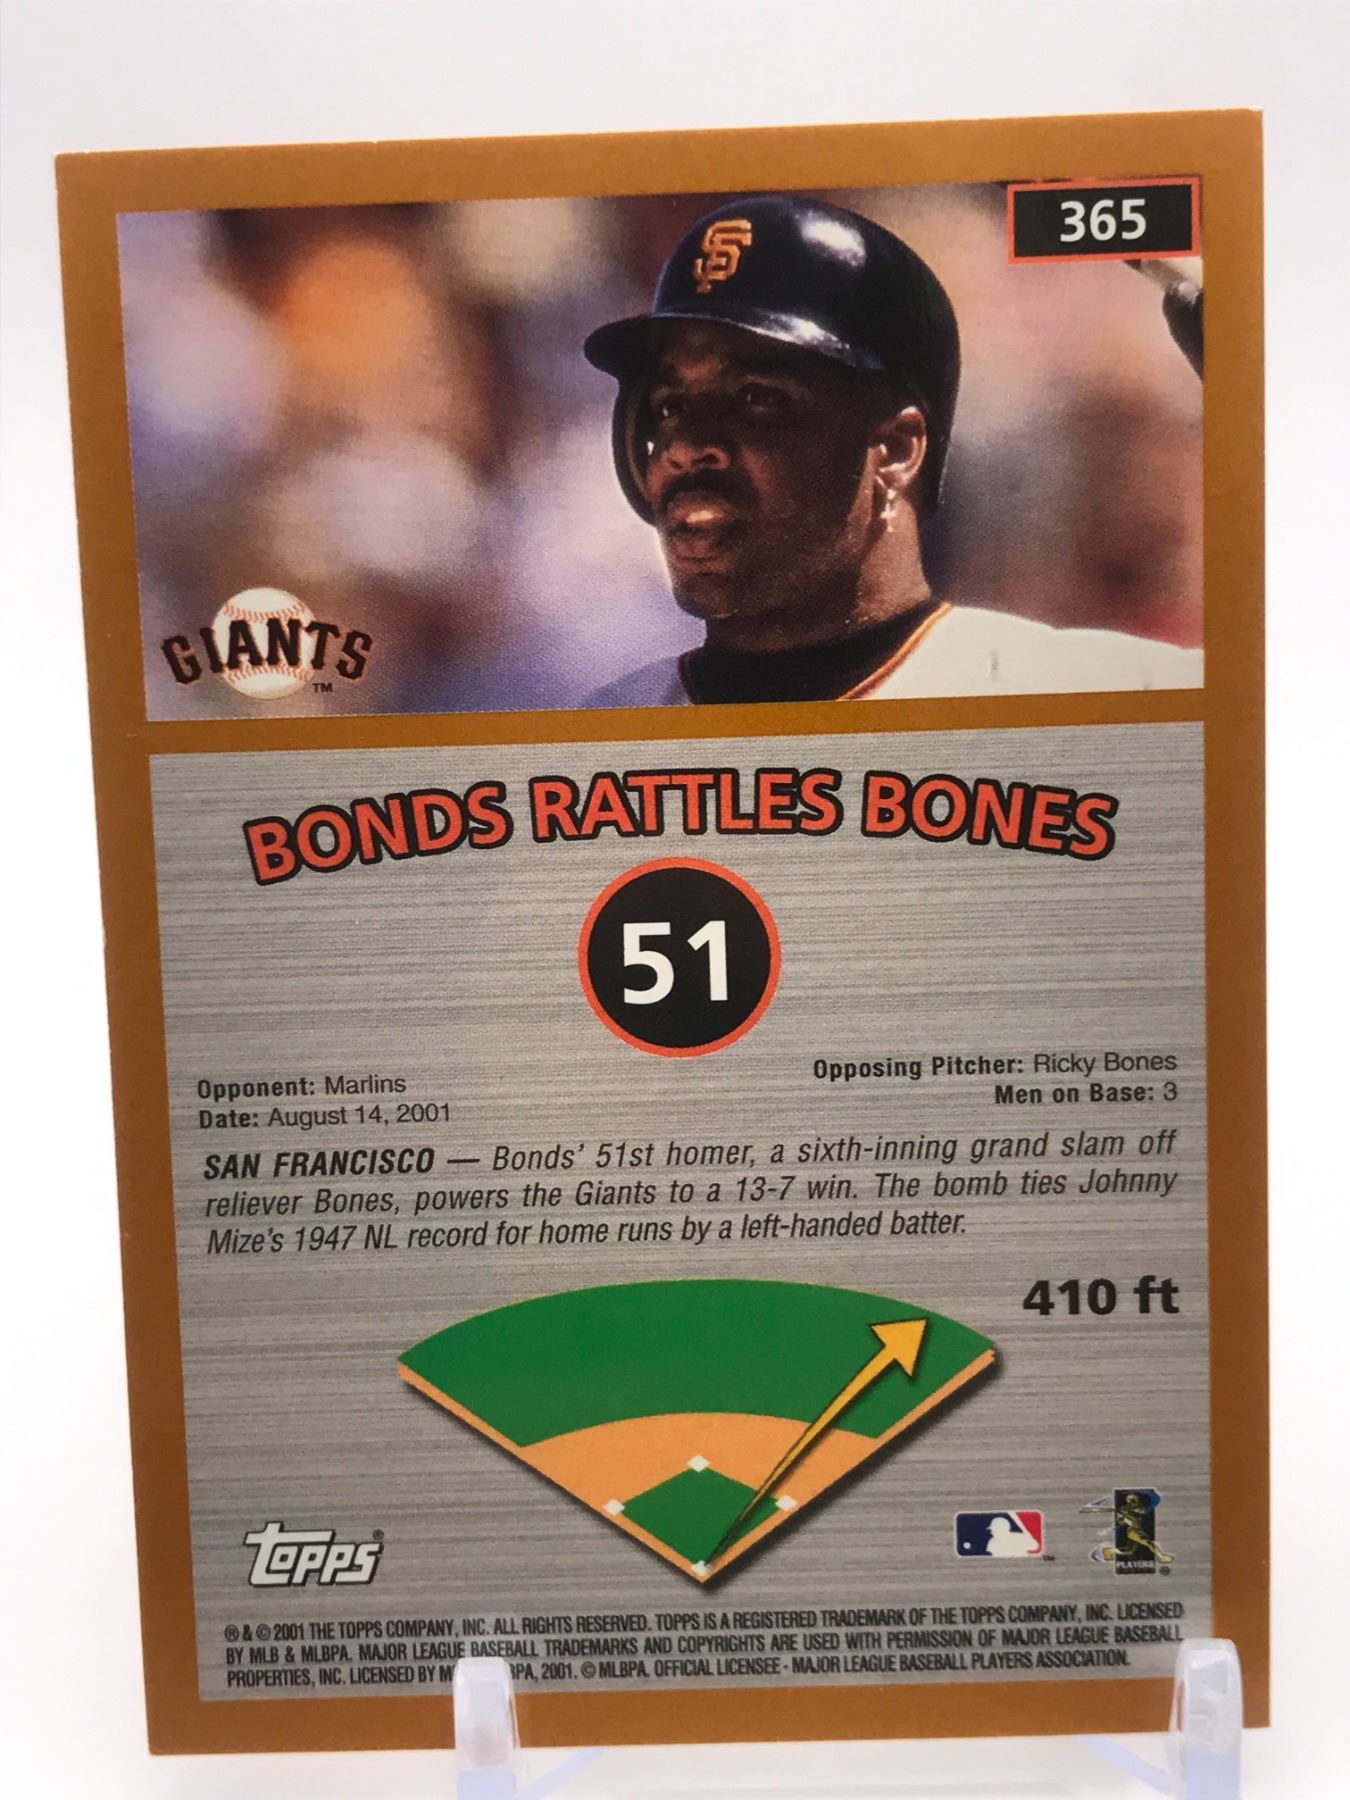 365
SF
GIANTS
TM
BONDS RATTLES BONES
51
Opponent: Marlins
Date: August 14, 2001
Opposing Pitcher: Ricky Bones
Men on Base: 3
SAN FRANCISCO — Bonds' 51st homer, a sixth-inning grand slam off
reliever Bones, powers the Giants to a 13-7 win. The bomb ties Johnny
Mize's 1947 NL record for home runs by a left-handed batter.
410 ft
topps®
PLAYERS
® & © 2001 THE TOPPS COMPANY, INC. ALL RIGHTS RESERVED. TOPPS IS A REGISTERED TRADEMARK OF THE TOPPS COMPANY, INC. LICENSED
BY MLB & MLBPA. MAJOR LEAGUE BASEBALL TRADEMARKS AND COPYRIGHTS ARE USED WITH PERMISSION OF MAJOR LEAGUE BASEBALL
PROPERTIES, INC. LICENSED BY 2001. © MLBPA. OFFICIAL LICENSEE - MAJOR LEAGUE BASEBALL PLAYERS ASSOCIATION.